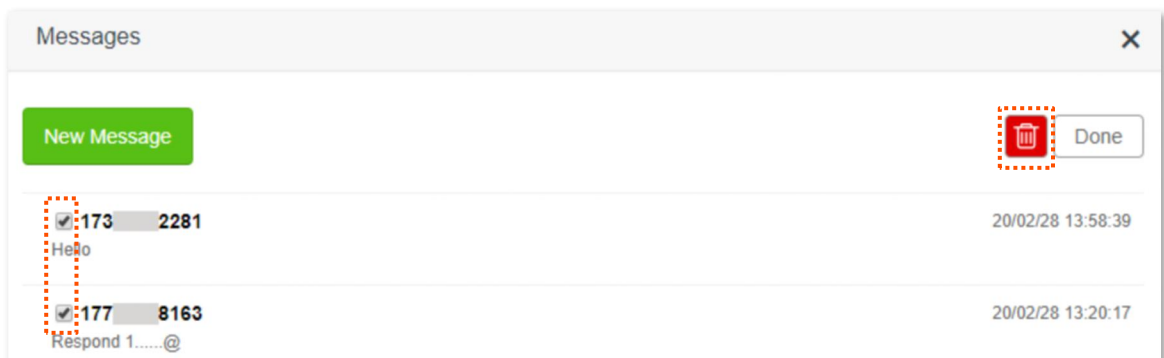 Messages
New Message
Done
173 2281
20/02/28 13:58:39
Hello
177 8163
20/02/28 13:20:17
Respond 1......@